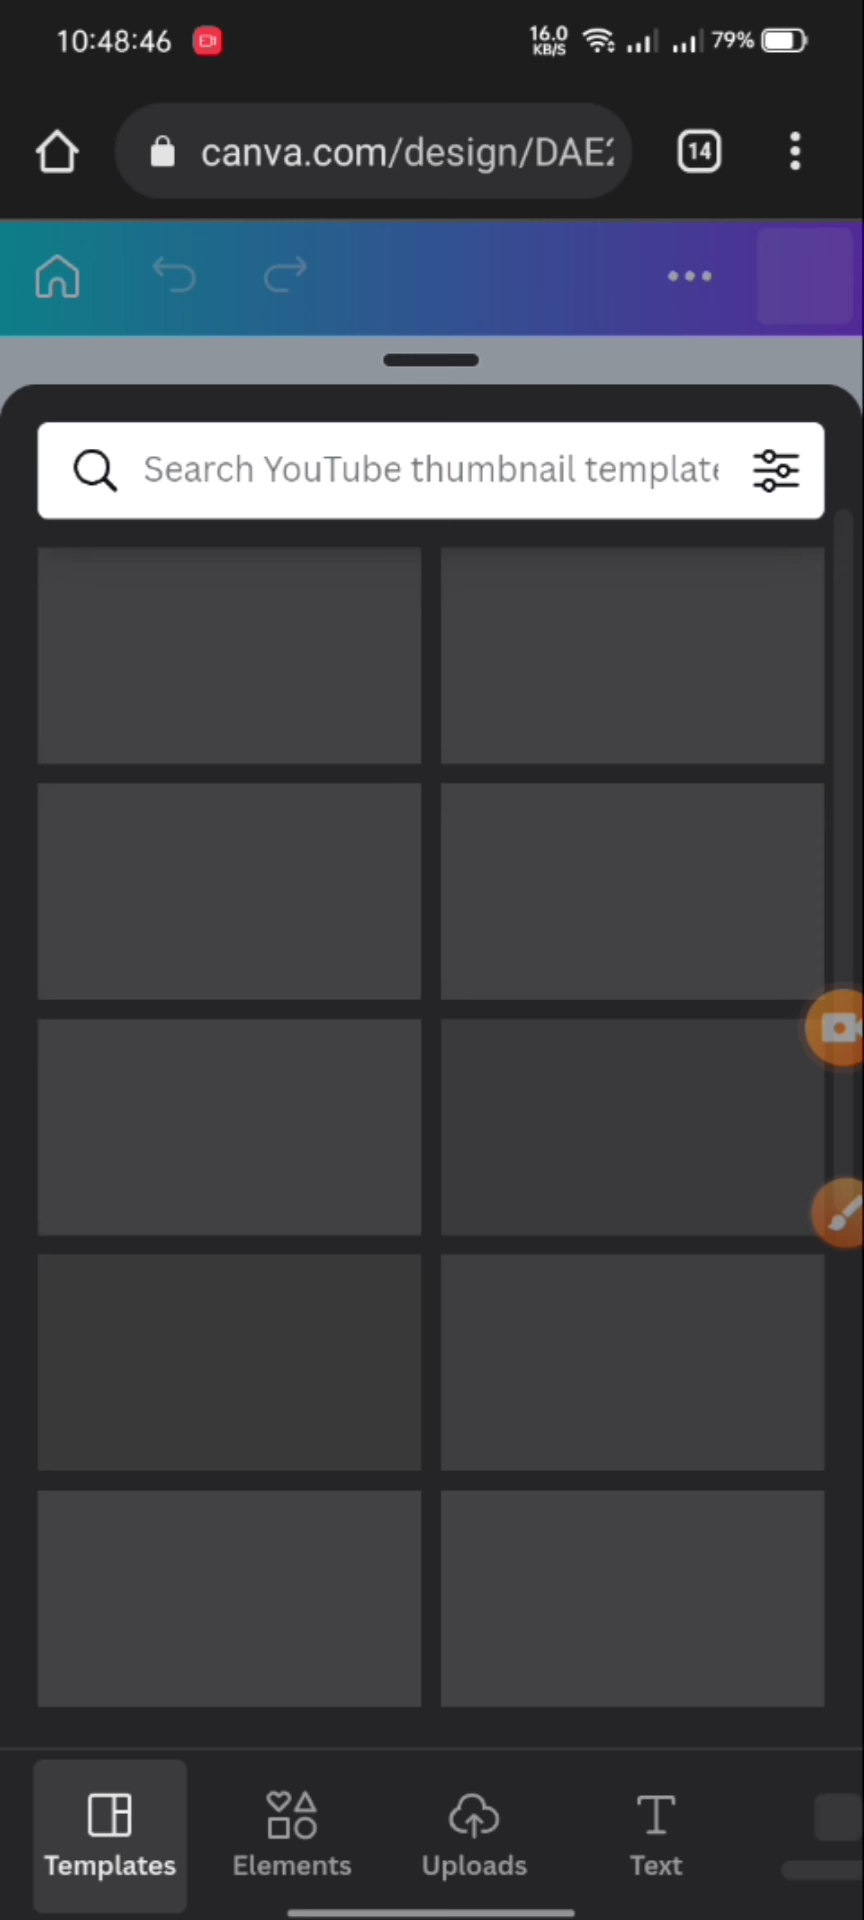 10:48:46
16.0
KB/S
79%
canva.com/design/DAE
14
Search YouTube thumbnail template
Templates
Elements
Uploads
Text